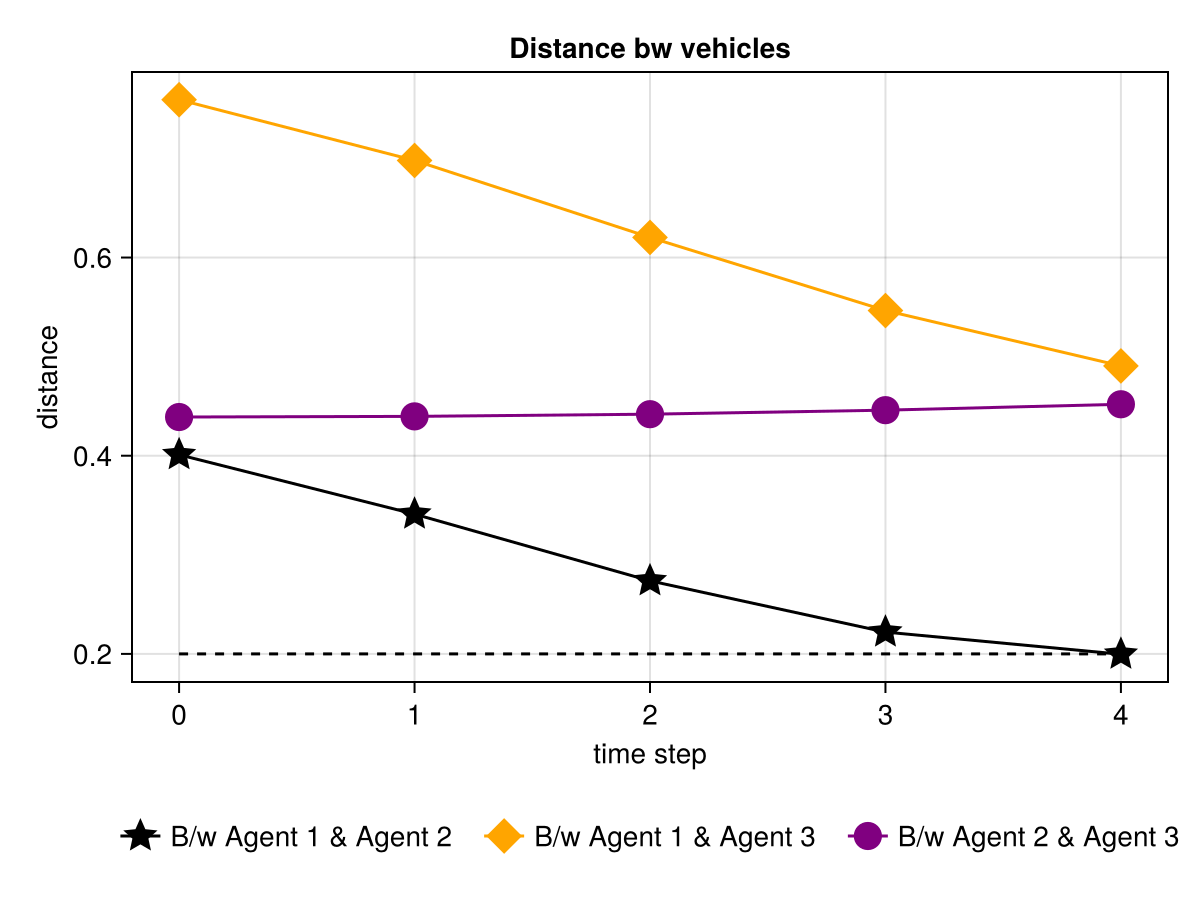 Distance bw vehicles
distance
0.6
0.4
0.2
0 1 2 3 4
time step
B/w Agent 1 & Agent 2 B/w Agent 1 & Agent 3 B/w Agent 2 & Agent 3